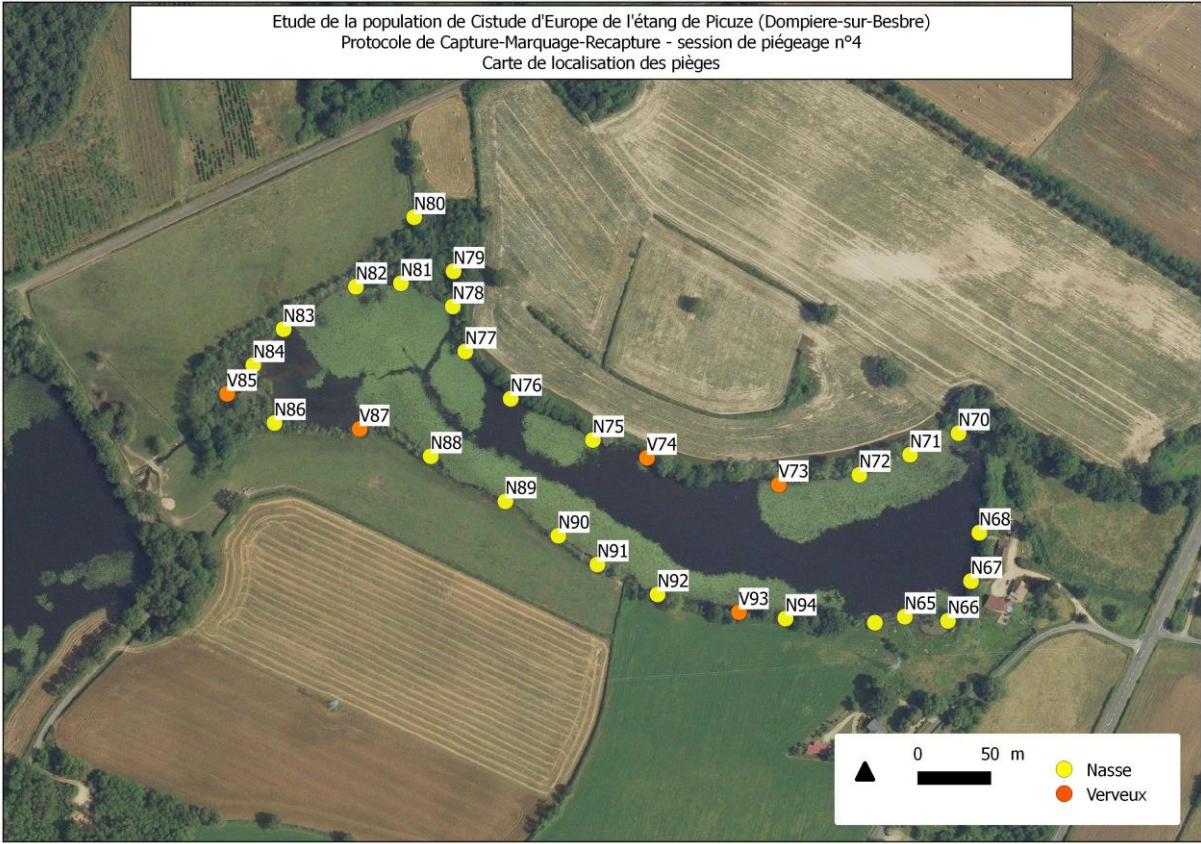 Etude de la population de Cistude d'Europe de l'étang de Picuze (Dompiere-sur-Besbre)
Protocole de Capture-Marquage-Recapture - session de piégeage n°4
Carte de localisation des pièges
N80
N79
N82
N81
N78
N83
N77
N84
V85
N76
N86
V87
N75
N70
N88
V74
N71
N72
V73
N89
N68
N90
N91
N67
N92
V93
N94
N65
N66
0 50 m
Nasse
Verveux